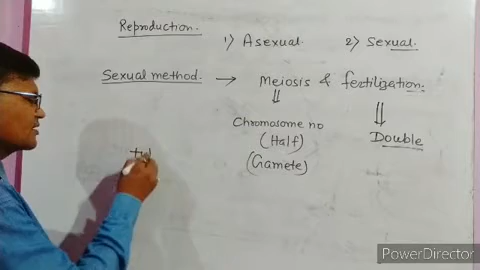 Reproduction.
1) Asexual 2) Sexual
Sexual method. → Meiosis & fertilization.
⇓ ⇓
Chromosome no Double
(Half)
(Gamete)
PowerDirector